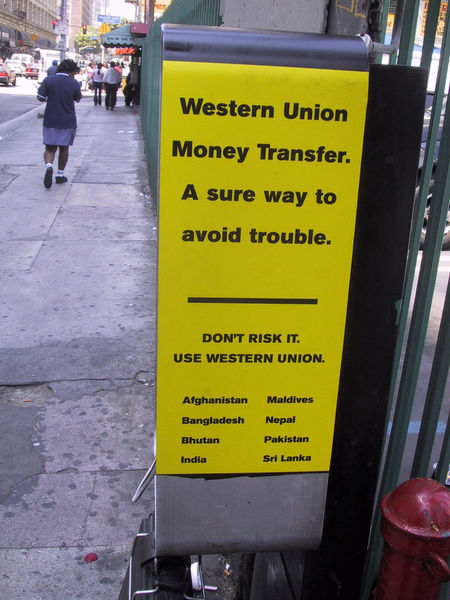 Western Union
Money Transfer.
A sure way to
avoid trouble.
DON'T RISK IT.
USE WESTERN UNION.
Afghanistan Maldives
Bangladesh Nepal
Bhutan Pakistan
India Sri Lanka